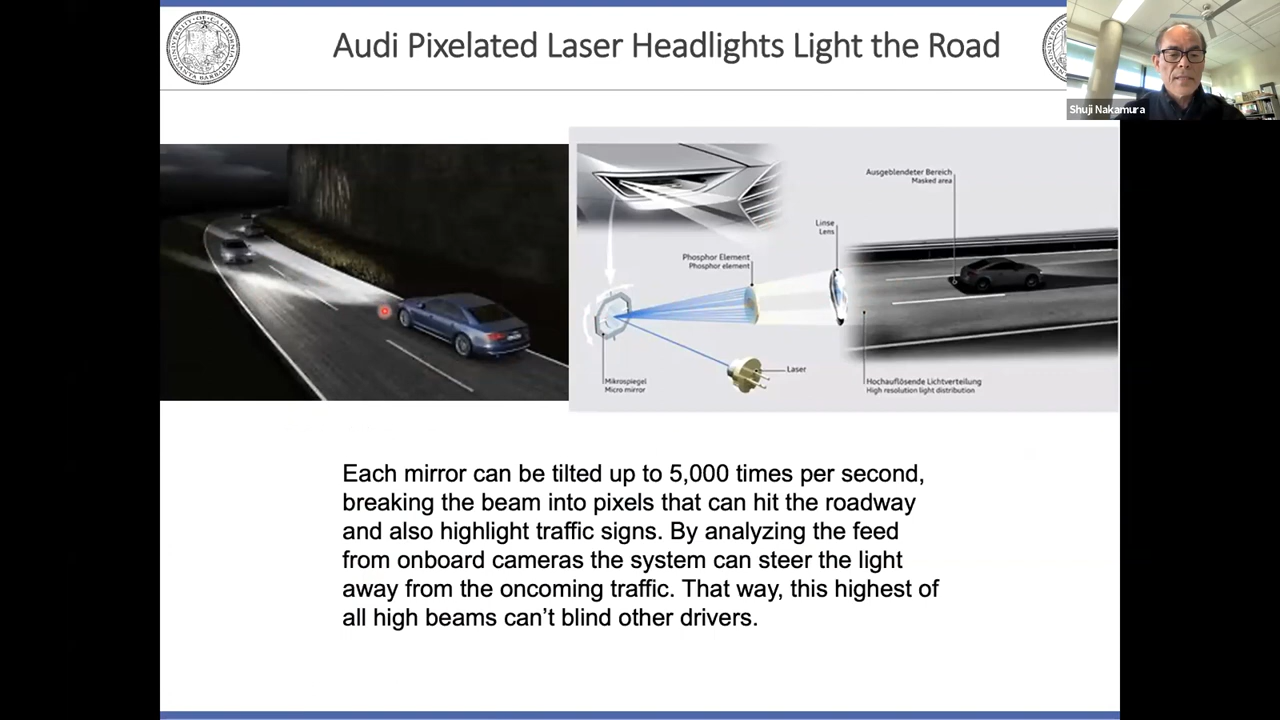 Audi Pixelated Laser Headlights Light the Road
Shuji Nakamura
Ausgeblendeter Bereich
Masked area
Linse
Lens
Phosphor Element
Phosphor element
Laser
Mikrospiegel
Micro mirror
Hochauflösende Lichtverteilung
High resolution light distribution
Each mirror can be tilted up to 5,000 times per second,
breaking the beam into pixels that can hit the roadway
and also highlight traffic signs. By analyzing the feed
from onboard cameras the system can steer the light
away from the oncoming traffic. That way, this highest of
all high beams can’t blind other drivers.